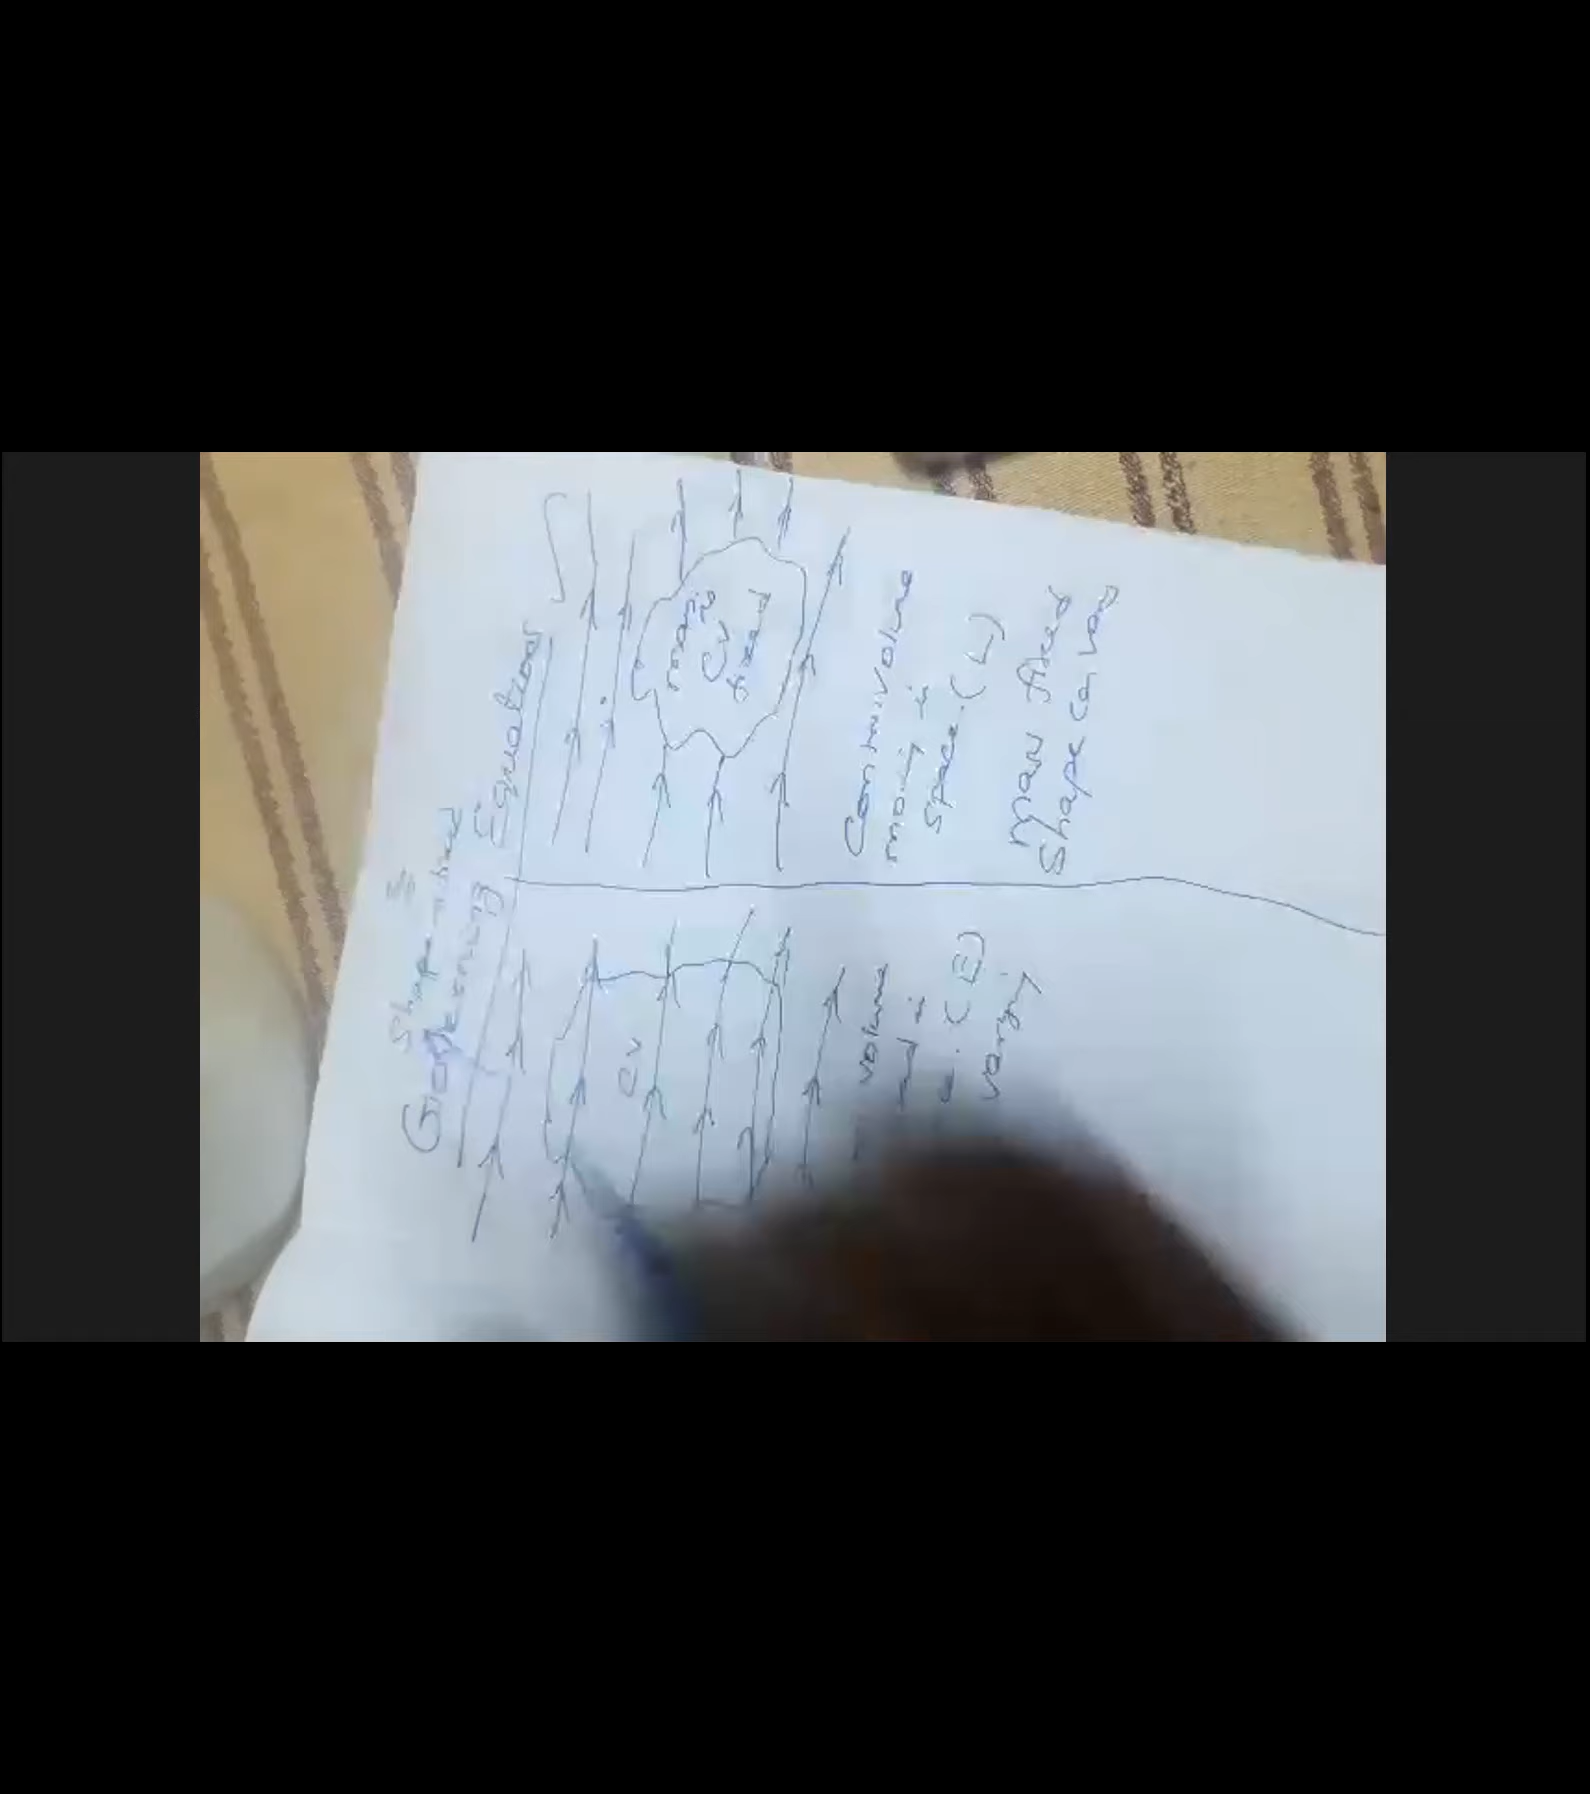 Shape
Governing Equations
CV
volume
varying
(E)
mass in
CV
fixed
Control volume
moving in
space. (L)
Mass fixed
Shape can vary